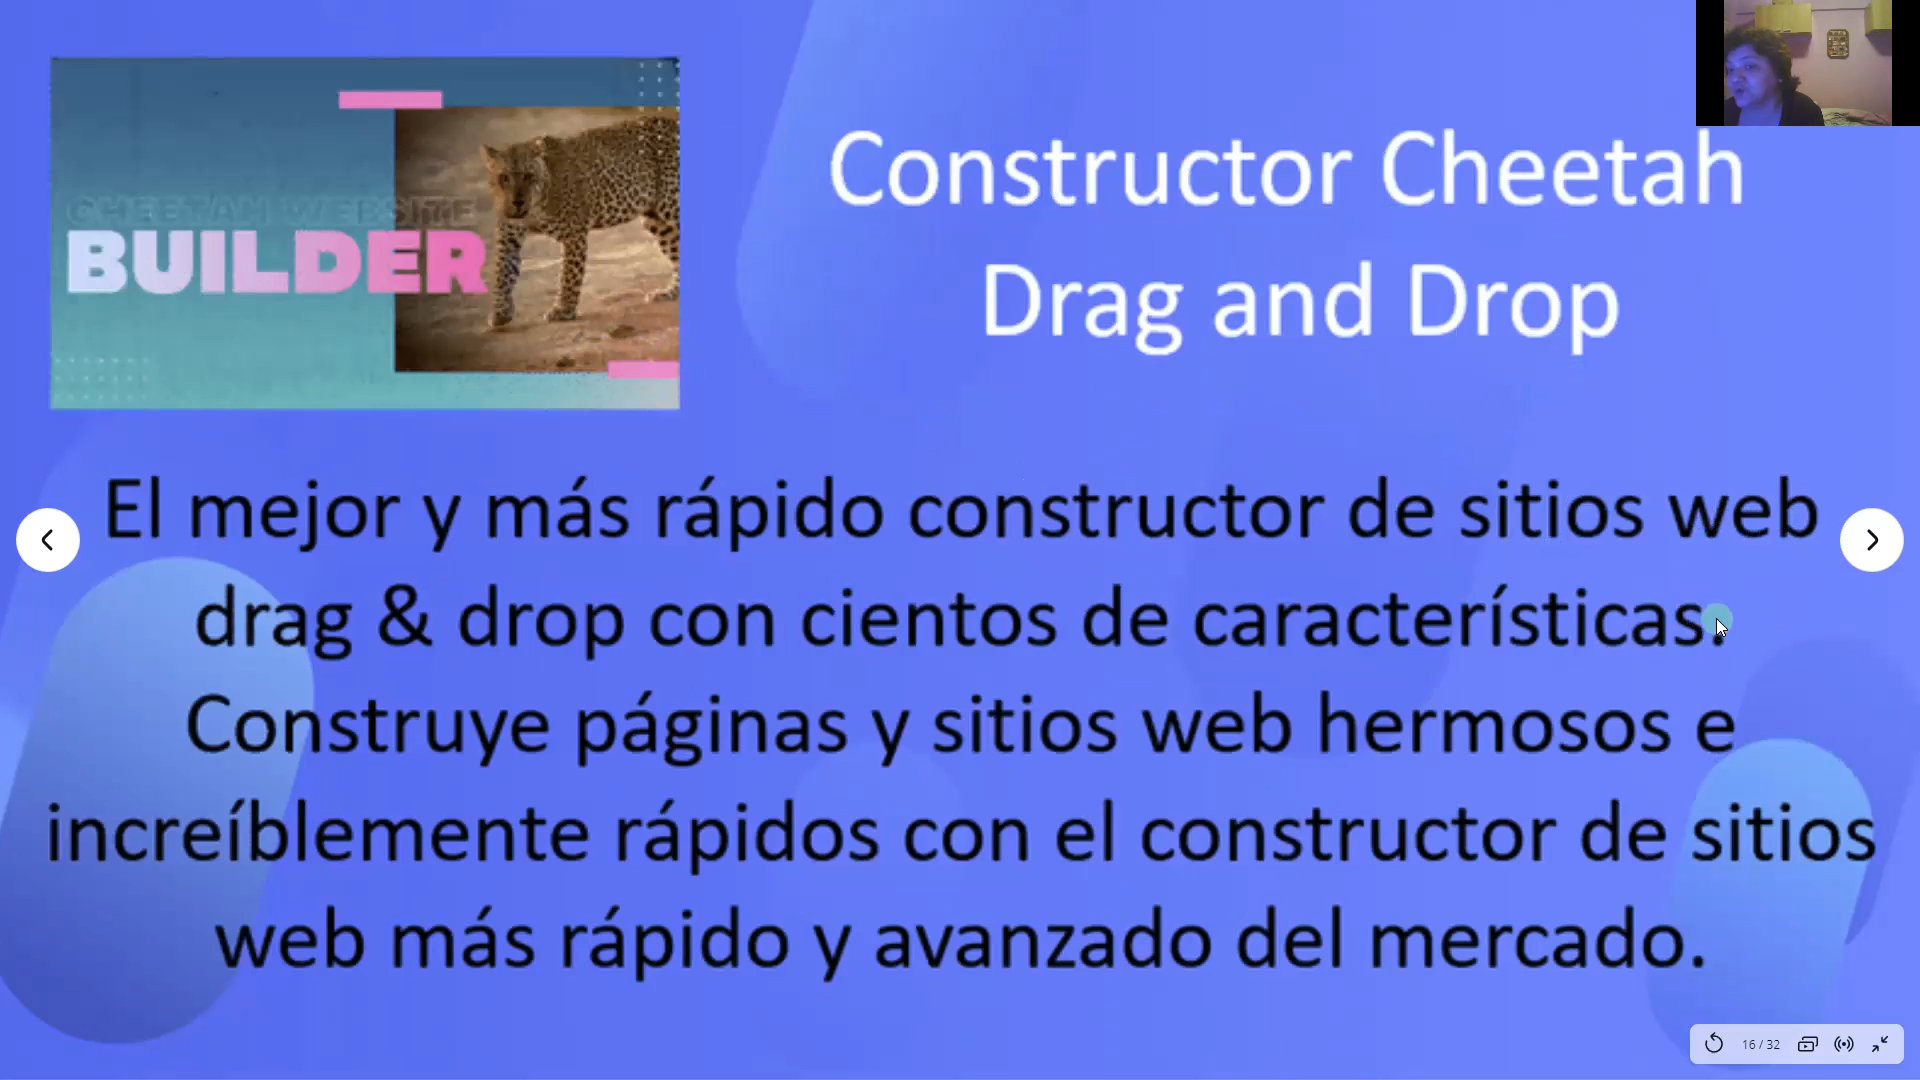 CHEETAH WEBSITE
BUILDER
Constructor Cheetah
Drag and Drop
El mejor y más rápido constructor de sitios web
drag & drop con cientos de características.
Construye páginas y sitios web hermosos e
increíblemente rápidos con el constructor de sitios
web más rápido y avanzado del mercado.
16 / 32